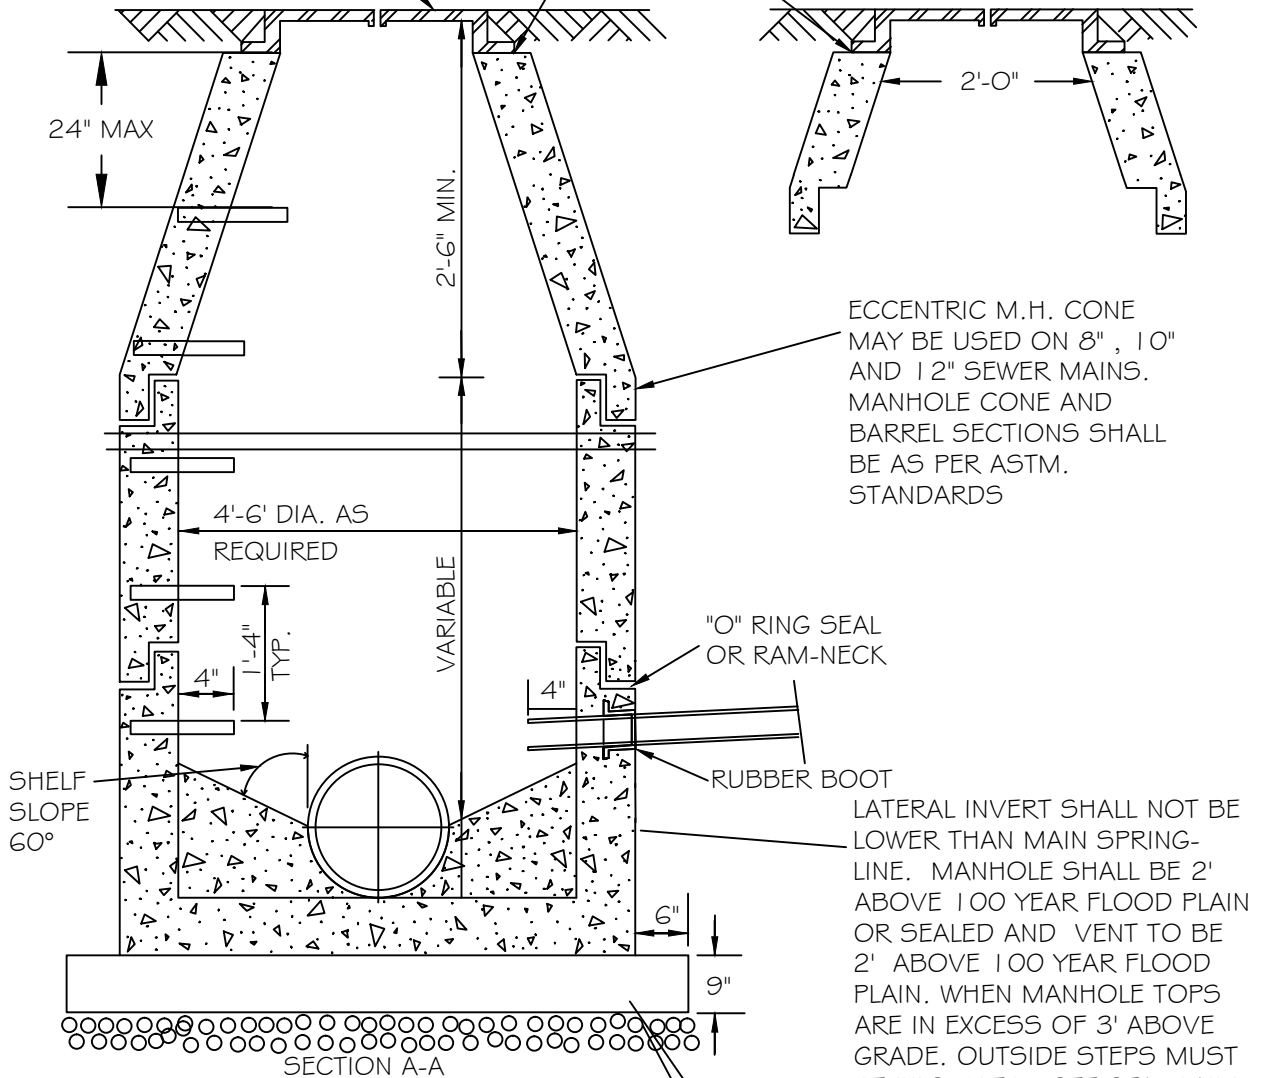 2'-0"
24" MAX
2'-6" MIN.
ECCENTRIC M.H. CONE
MAY BE USED ON 8" , 10"
AND 12" SEWER MAINS.
MANHOLE CONE AND
BARREL SECTIONS SHALL
BE AS PER ASTM.
STANDARDS
4'-6' DIA. AS
REQUIRED
VARIABLE
1'-4"
TYP.
4"
4"
"O" RING SEAL
OR RAM-NECK
RUBBER BOOT
SHELF
SLOPE
60°
LATERAL INVERT SHALL NOT BE
LOWER THAN MAIN SPRING-
LINE. MANHOLE SHALL BE 2'
ABOVE 100 YEAR FLOOD PLAIN
OR SEALED AND VENT TO BE
2' ABOVE 100 YEAR FLOOD
PLAIN. WHEN MANHOLE TOPS
ARE IN EXCESS OF 3' ABOVE
GRADE. OUTSIDE STEPS MUST
6"
9"
SECTION A-A